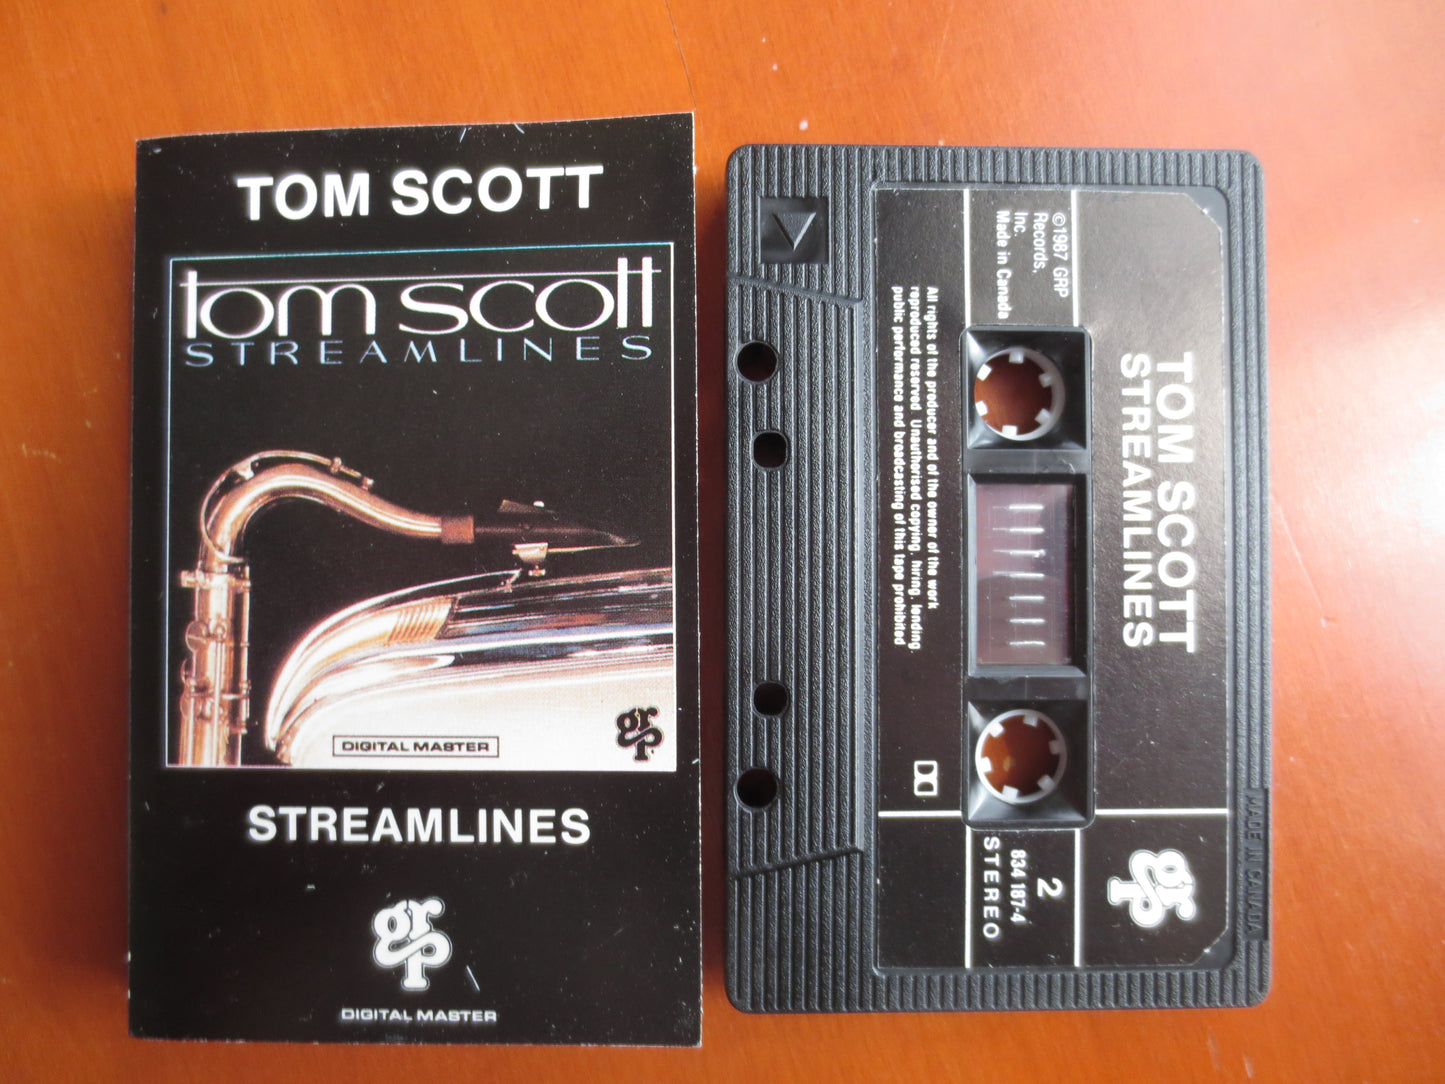 TOM SCOTT
tom scott
STREAMLINES
DIGITAL MASTER
grp
STREAMLINES
grp
DIGITAL MASTER
TOM SCOTT
STREAMLINES
©1987 GRP
Records,
Inc.
Made in Canada
All rights of the producer and of the owner of the work
reproduced reserved. Unauthorised copying, hiring, lending,
public performance and broadcasting of this tape prohibited
2
834 187-4
STEREO
grp
MADE IN CANADA